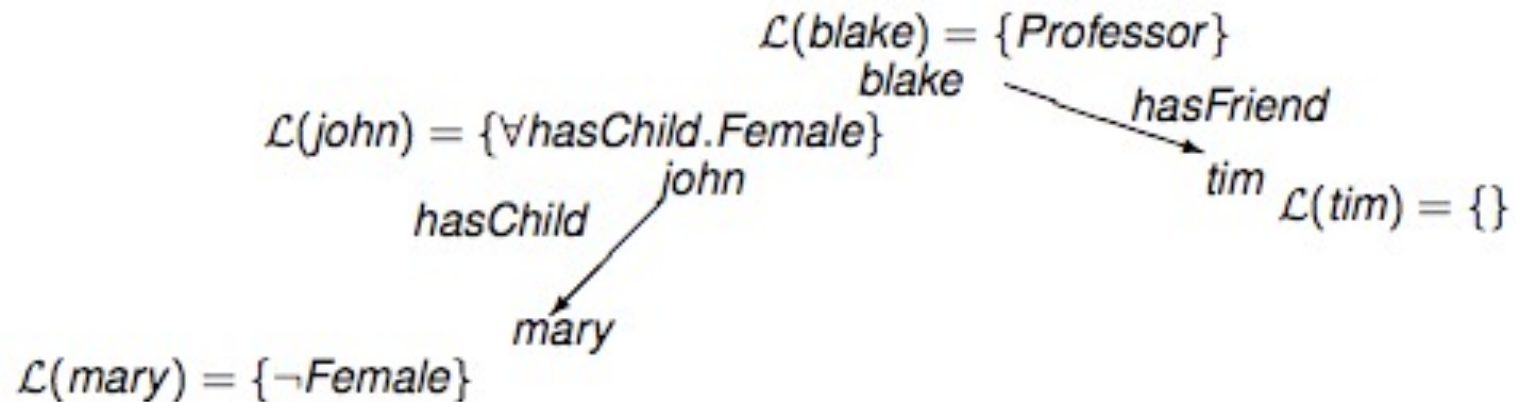 ℒ(blake) = {Professor}
blake
hasFriend
ℒ(john) = {∀hasChild.Female}
john
tim
ℒ(tim) = {}
hasChild
mary
ℒ(mary) = {¬Female}